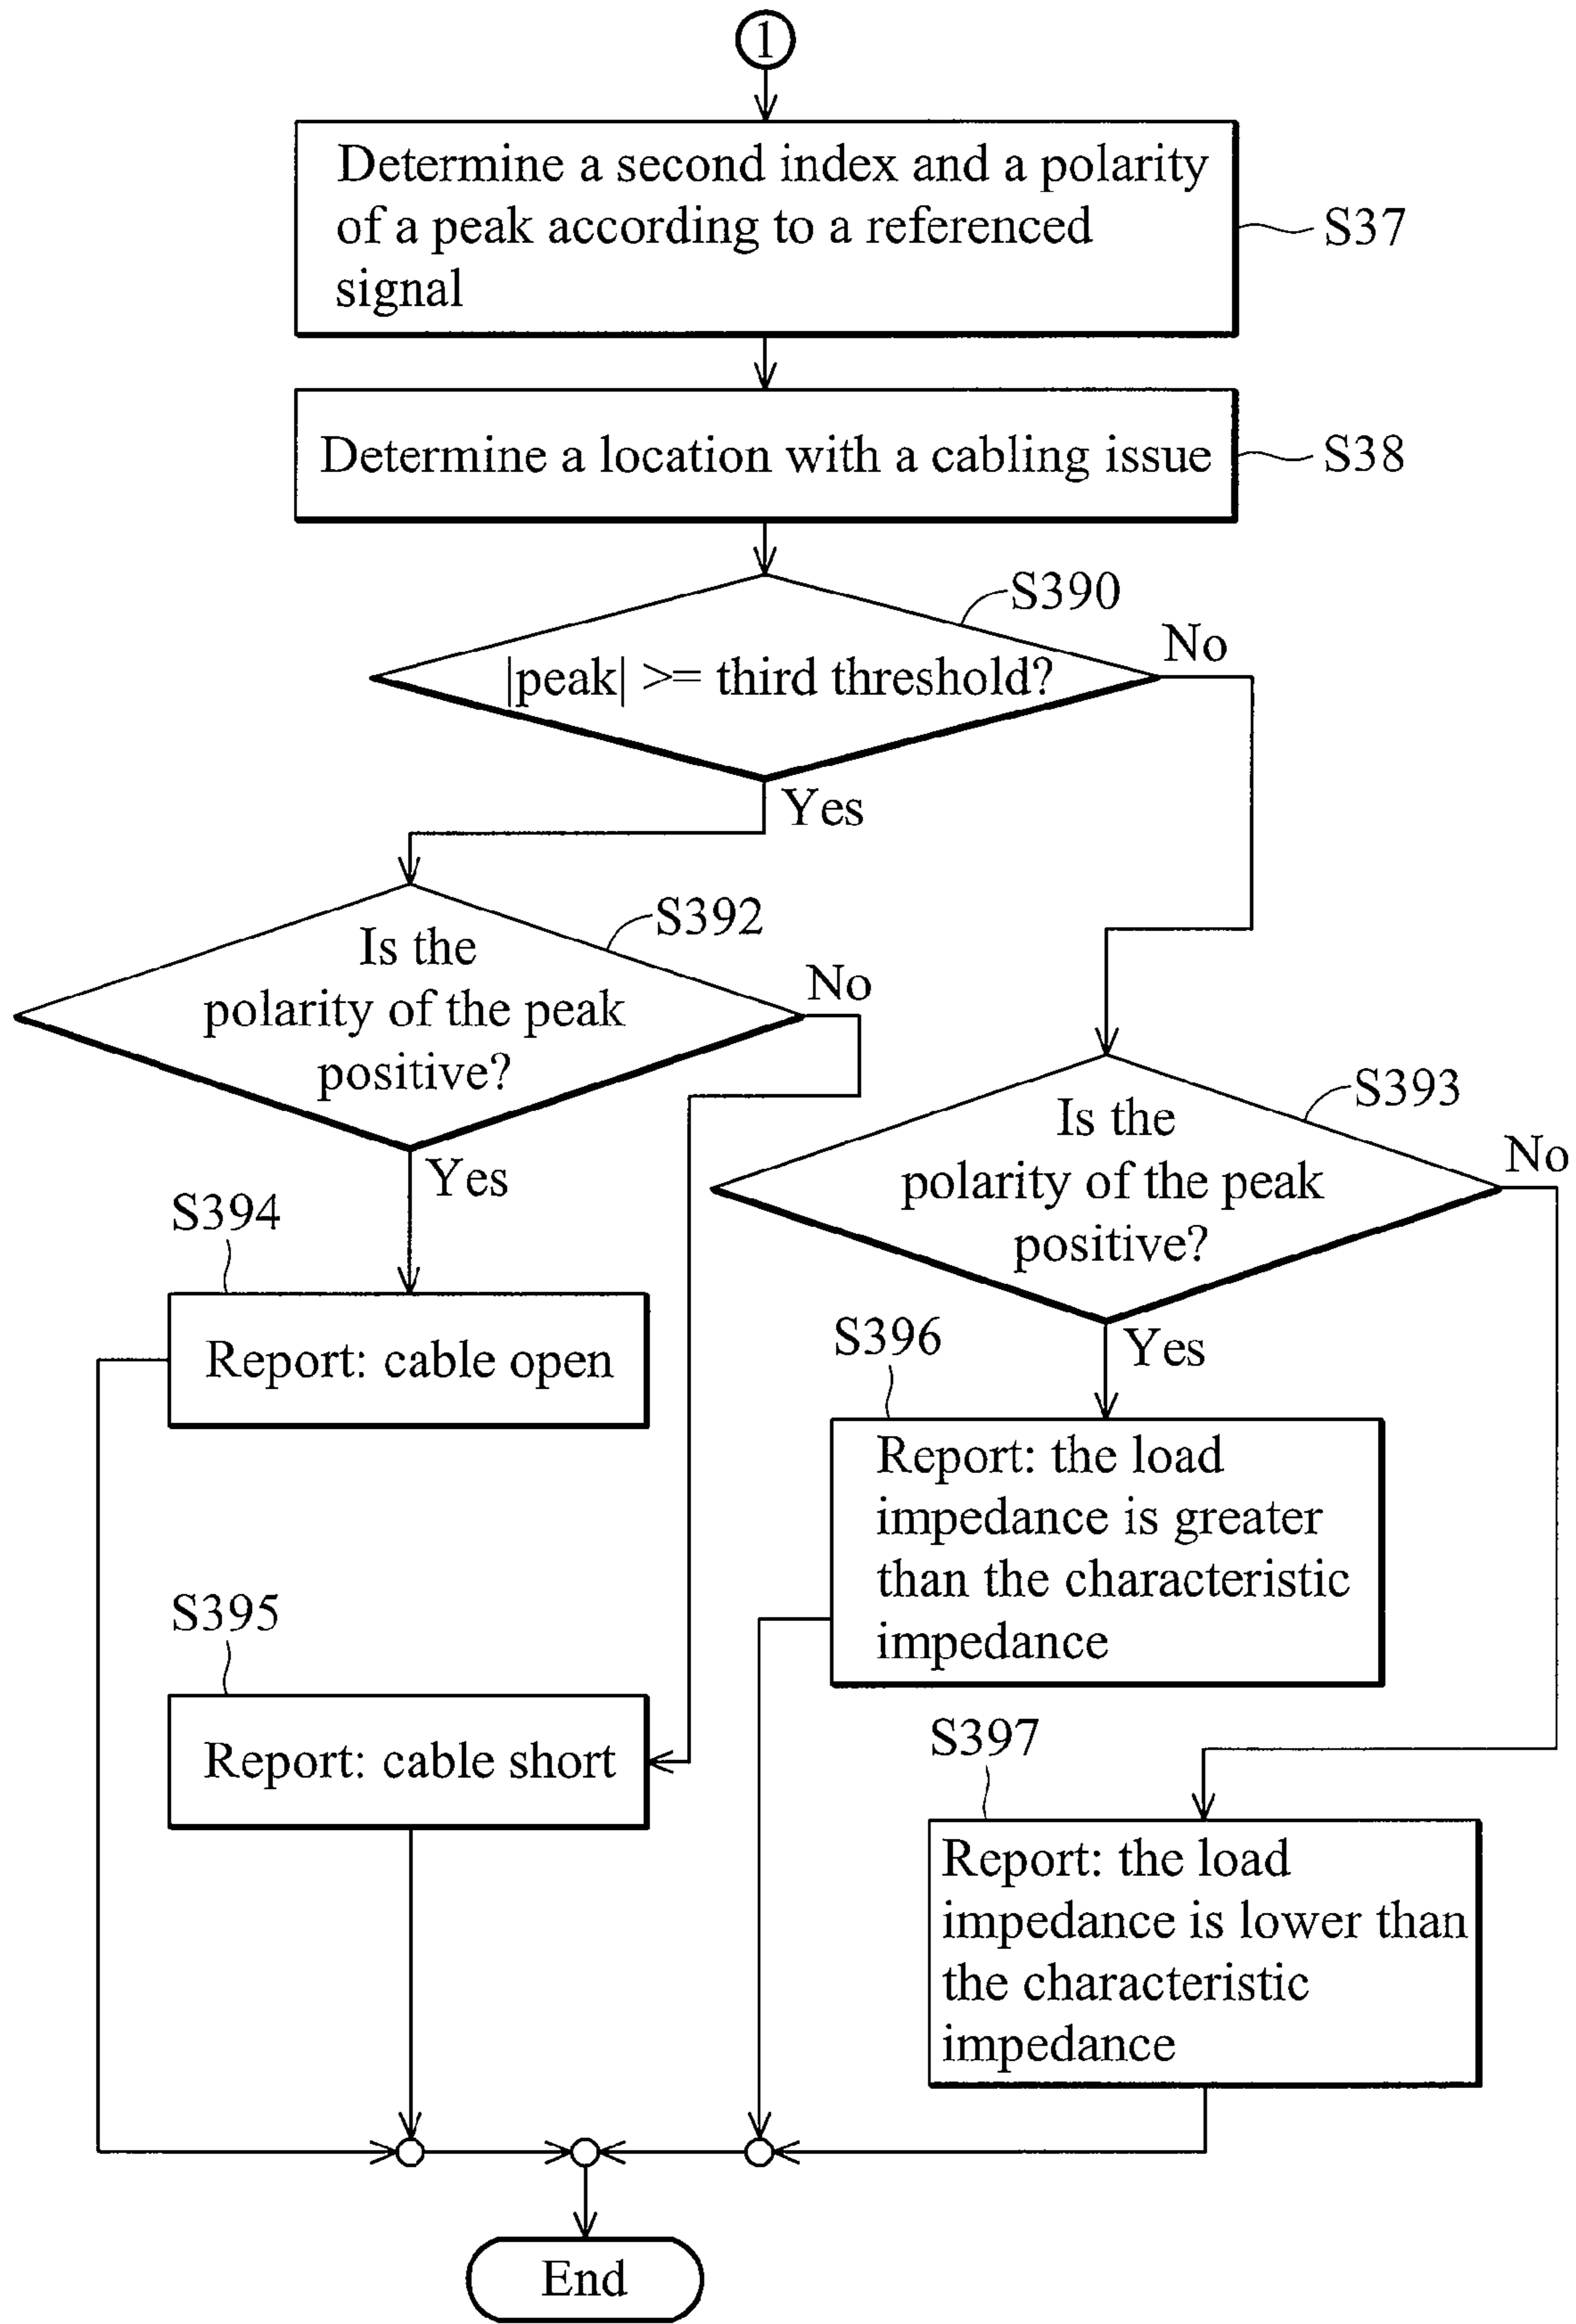 1
Determine a second index and a polarity
of a peak according to a referenced
signal
S37
Determine a location with a cabling issue
S38
S390
|peak| >= third threshold?
No
Yes
S392
Is the
polarity of the peak
positive?
No
Yes
S393
Is the
polarity of the peak
positive?
No
Yes
S394
Report: cable open
S396
Report: the load
impedance is greater
than the characteristic
impedance
S395
Report: cable short
S397
Report: the load
impedance is lower than
the characteristic
impedance
End